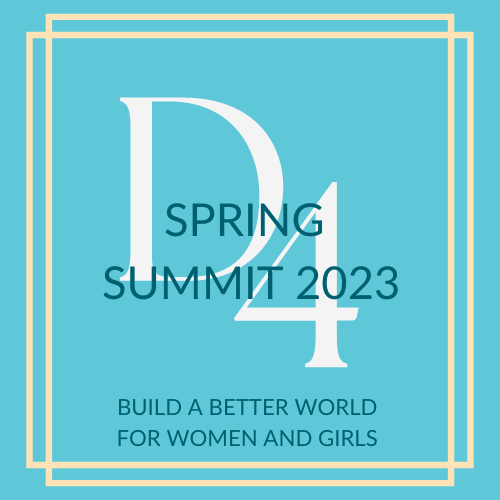 D4
SPRING
SUMMIT 2023
BUILD A BETTER WORLD
FOR WOMEN AND GIRLS